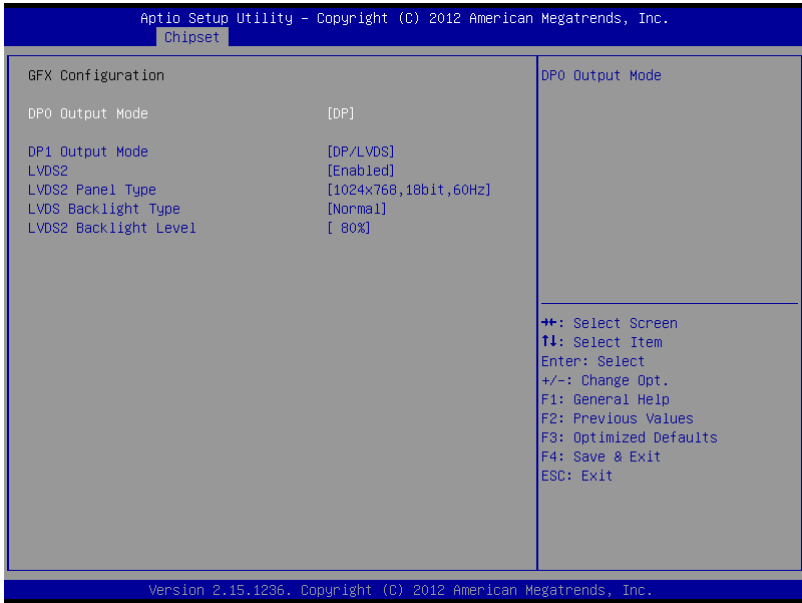 Aptio Setup Utility – Copyright (C) 2012 American Megatrends, Inc.
Chipset
GFX Configuration
DP0 Output Mode [DP]
DP1 Output Mode [DP/LVDS]
LVDS2 [Enabled]
LVDS2 Panel Type [1024x768,18bit,60Hz]
LVDS Backlight Type [Normal]
LVDS2 Backlight Level [ 80%]
DP0 Output Mode
→←: Select Screen
↑↓: Select Item
Enter: Select
+/-: Change Opt.
F1: General Help
F2: Previous Values
F3: Optimized Defaults
F4: Save & Exit
ESC: Exit
Version 2.15.1236. Copyright (C) 2012 American Megatrends, Inc.